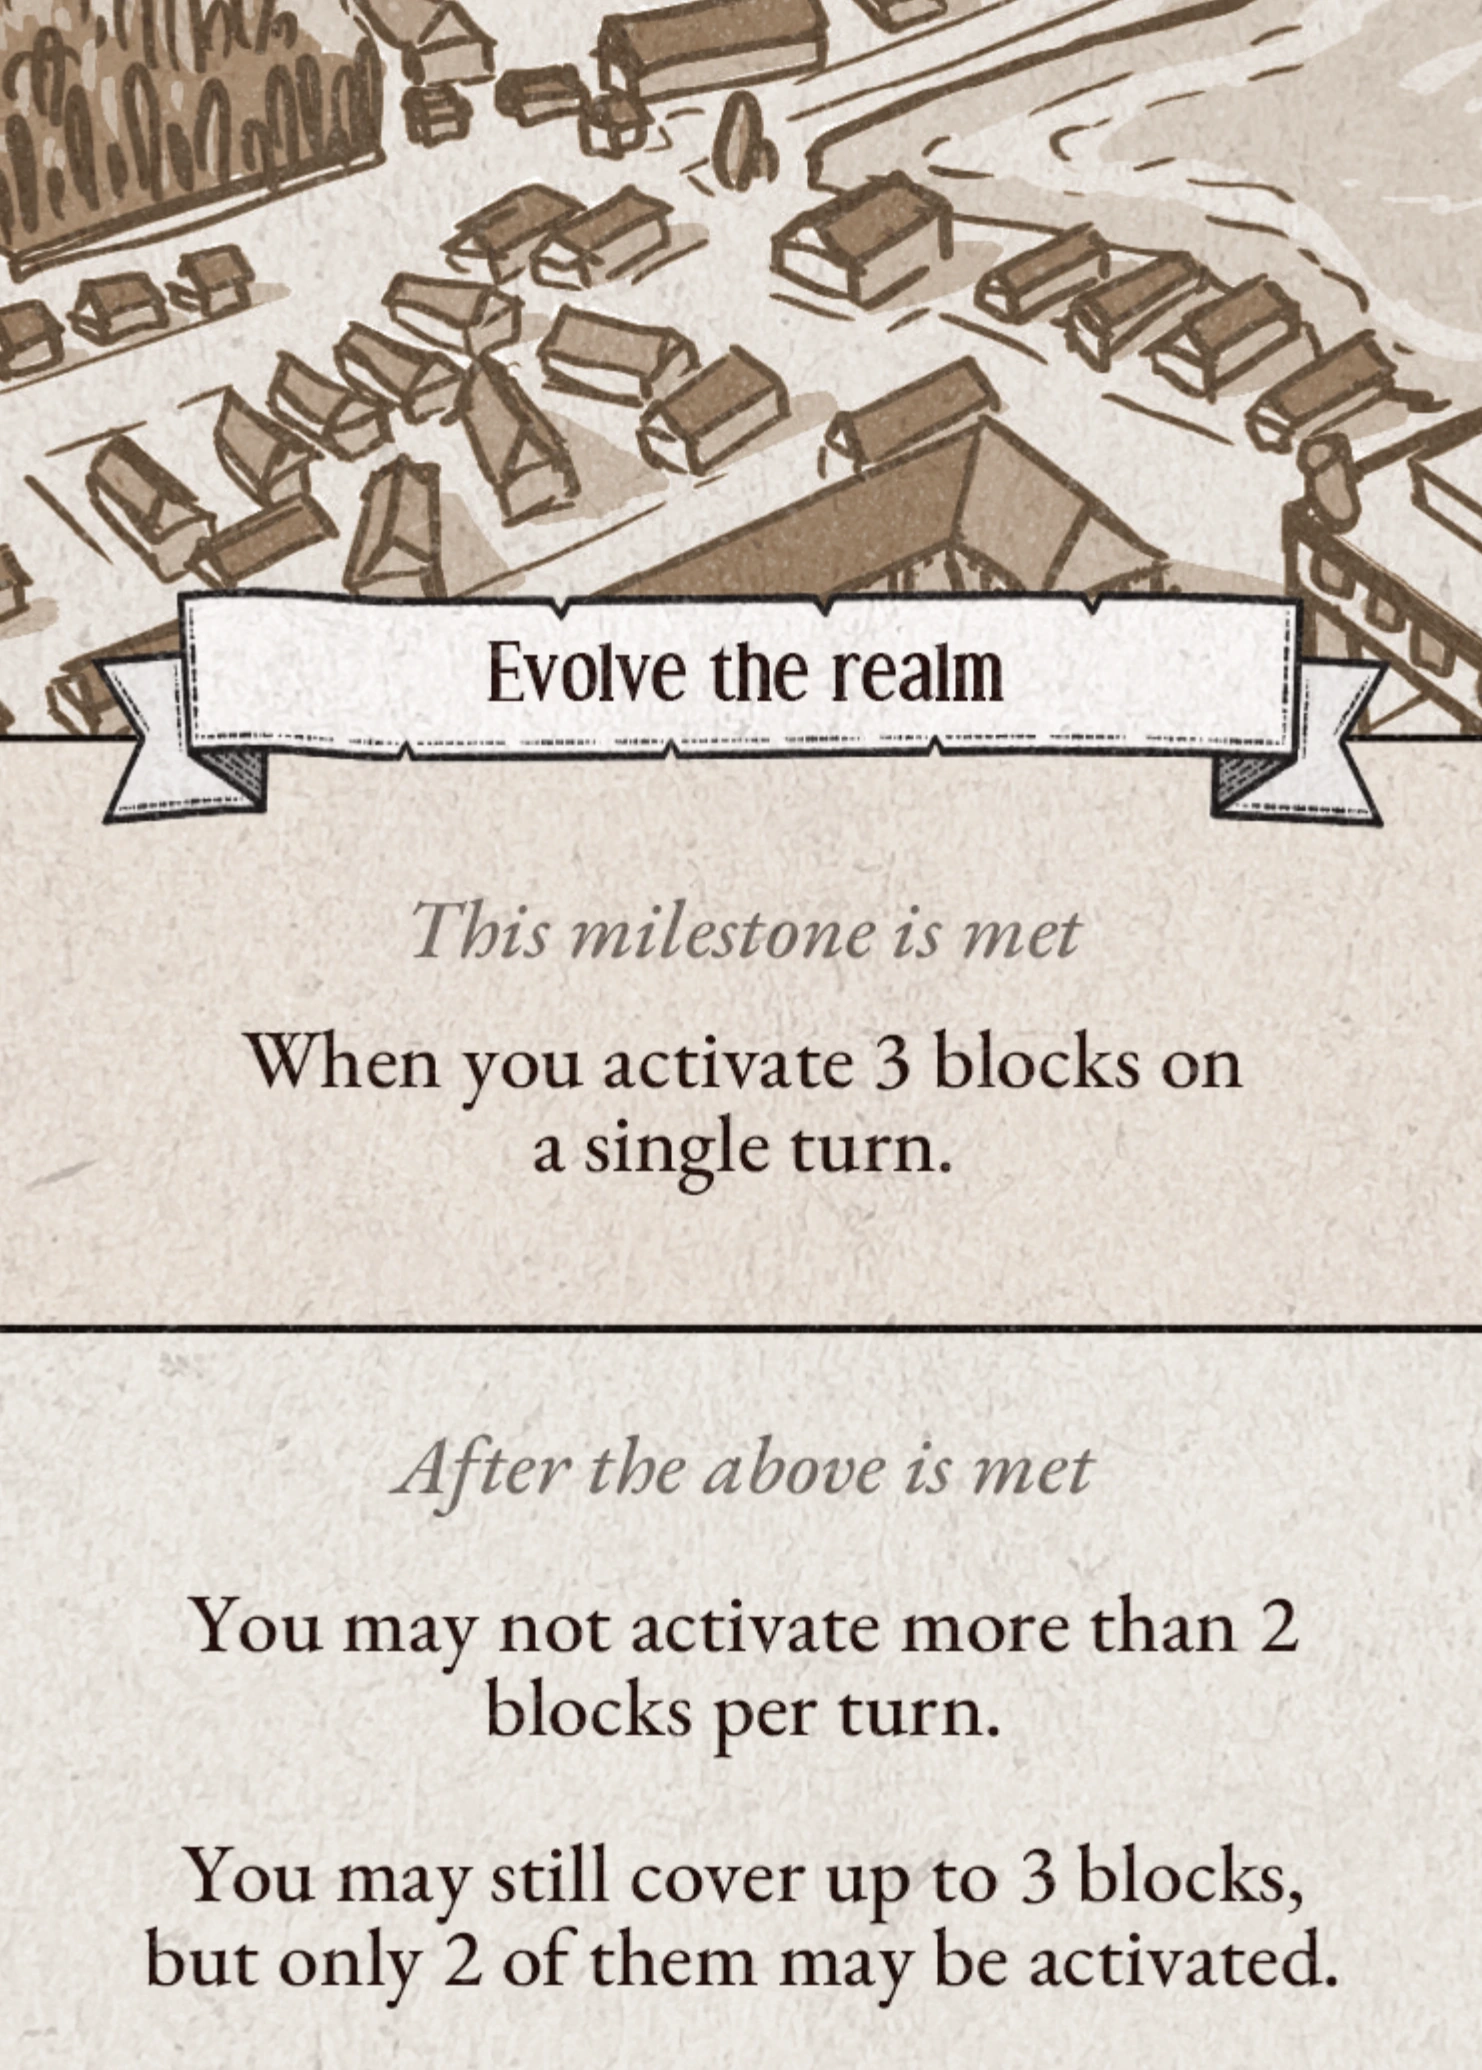 Evolve the realm
This milestone is met
When you activate 3 blocks on
a single turn.
After the above is met
You may not activate more than 2
blocks per turn.
You may still cover up to 3 blocks,
but only 2 of them may be activated.